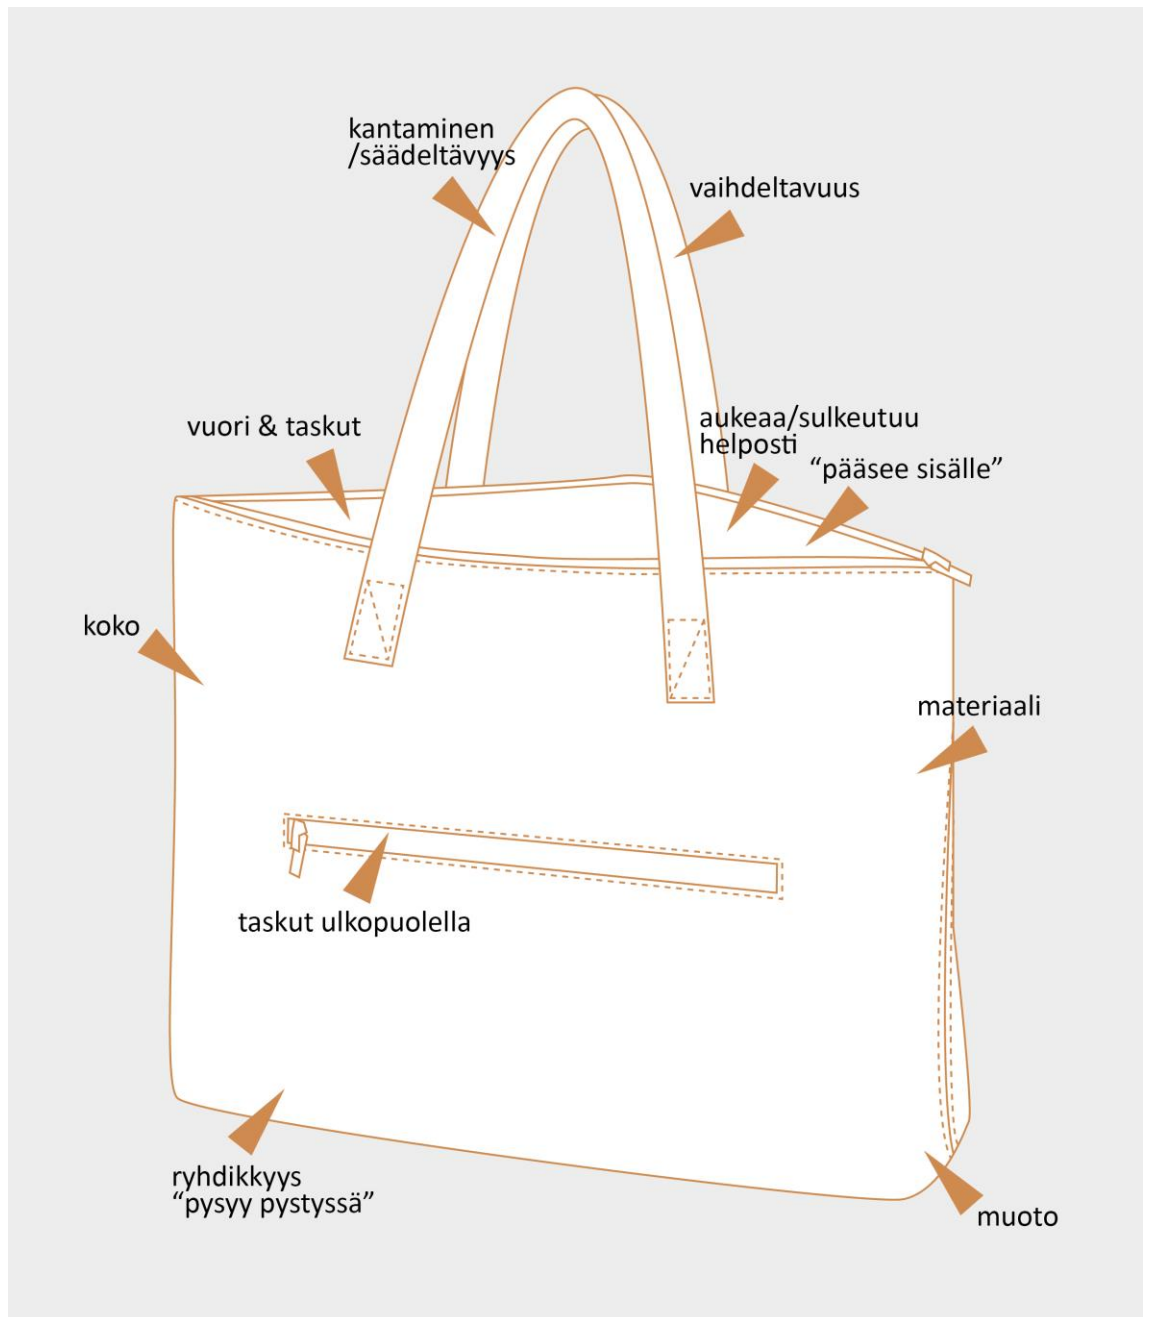 kantaminen
/säädeltävyys
vaihdeltavuus
vuori & taskut
aukeaa/sulkeutuu
helposti
“pääsee sisälle”
koko
materiaali
taskut ulkopuolella
ryhdikkyys
“pysyy pystyssä”
muoto